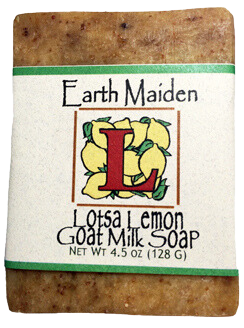 Earth Maiden
L
Lotsa Lemon
Goat Milk Soap
Net Wt 4.5 oz (128 G)